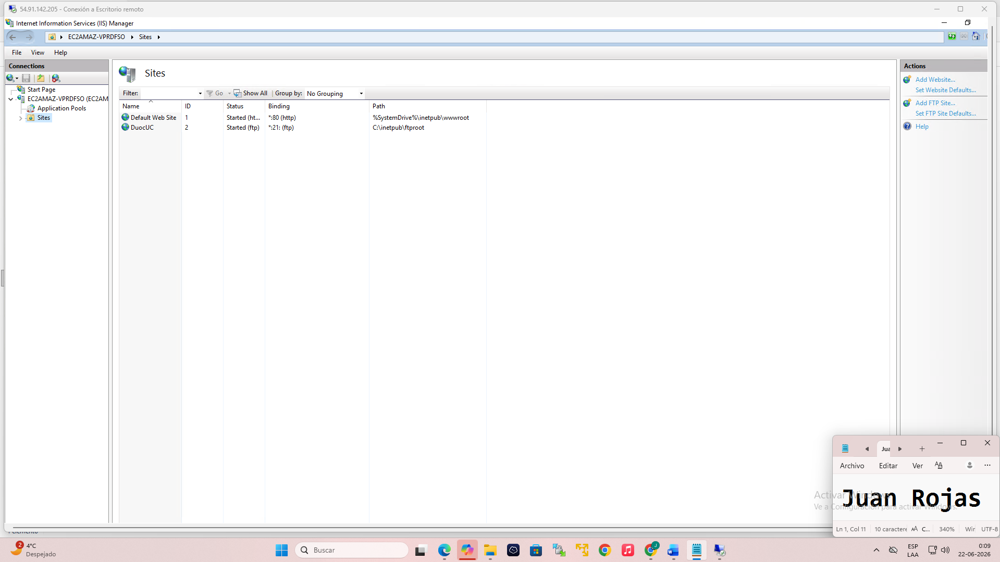 54.91.142.205 - Conexión a Escritorio remoto
Internet Information Services (IIS) Manager
EC2AMAZ-VPRDFSO Sites
File View Help
Connections
Start Page
EC2AMAZ-VPRDFSO (EC2AM
Application Pools
Sites
Sites
Filter: Go Show All Group by: No Grouping
Name ID Status Binding Path
Default Web Site 1 Started (ht... *:80 (http) %SystemDrive%\inetpub\wwwroot
DuocUC 2 Started (ftp) *:21: (ftp) C:\inetpub\ftproot
Actions
Add Website...
Set Website Defaults...
Add FTP Site...
Set FTP Site Defaults...
Help
Jua
Archivo Editar Ver
Juan Rojas
Activar Windows
Ve a Configuración para activar Windows.
Ln 1, Col 11 10 caractere C... 340% Wir UTF-8
2
4°C
Despejado
Buscar
ESP
LAA
0:09
22-06-2026